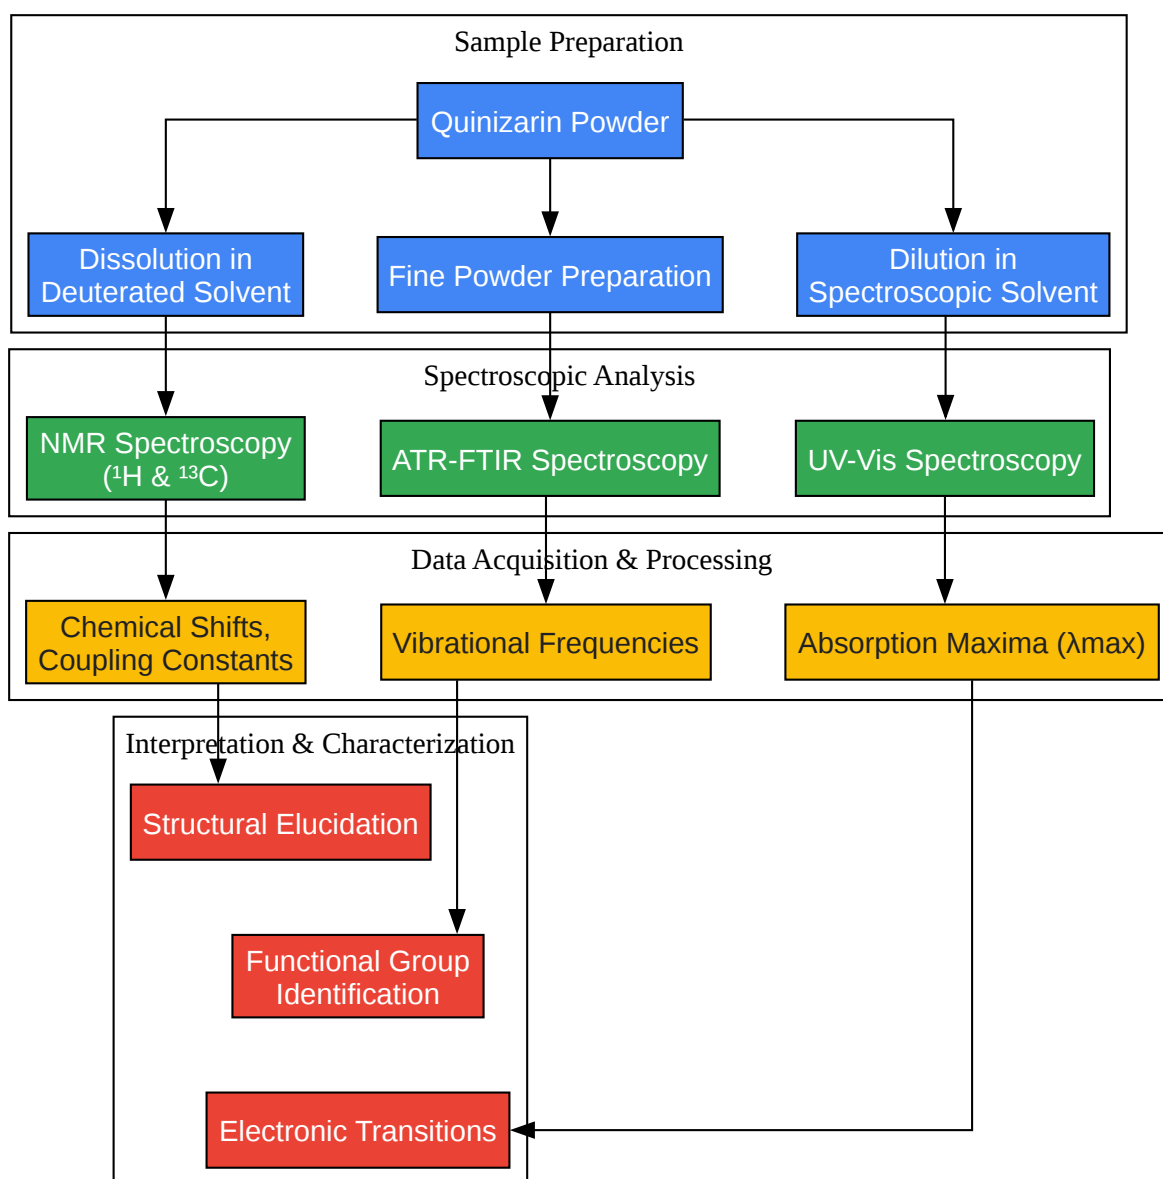 Sample Preparation
Quinizarin Powder
Dissolution in
Deuterated Solvent
Fine Powder Preparation
Dilution in
Spectroscopic Solvent
Spectroscopic Analysis
NMR Spectroscopy
(¹H & ¹³C)
ATR-FTIR Spectroscopy
UV-Vis Spectroscopy
Data Acquisition & Processing
Chemical Shifts,
Coupling Constants
Vibrational Frequencies
Absorption Maxima (λmax)
Interpretation & Characterization
Structural Elucidation
Functional Group
Identification
Electronic Transitions